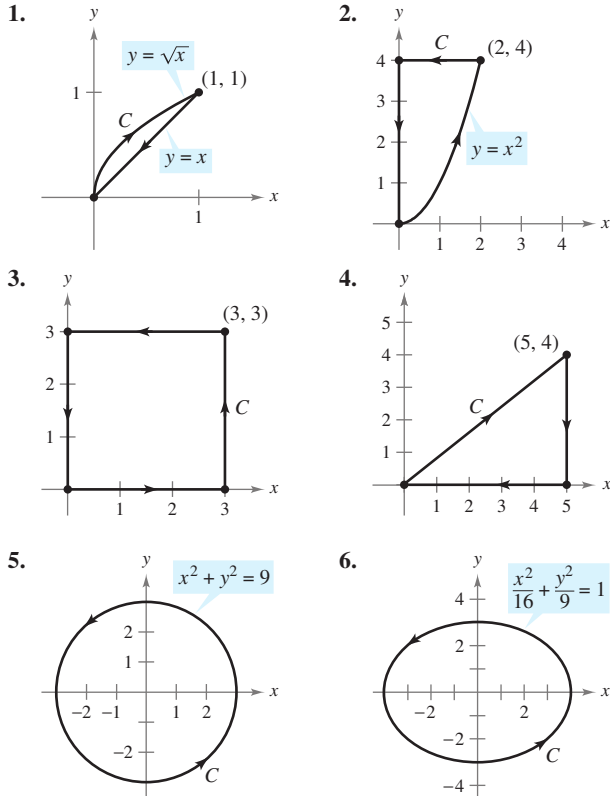 1.
y
y = √x
(1, 1)
1
C
y = x
x
1
2.
y
C
(2, 4)
4
3
2
1
y = x²
x
1 2 3 4
3.
y
(3, 3)
3
2
1
C
x
1 2 3
4.
y
5
4
3
2
1
(5, 4)
C
x
1 2 3 4 5
5.
y
x² + y² = 9
2
1
x
−2 −1 1 2
−2
C
6.
y
x²/16 + y²/9 = 1
4
2
x
−2 2
−2
C
−4